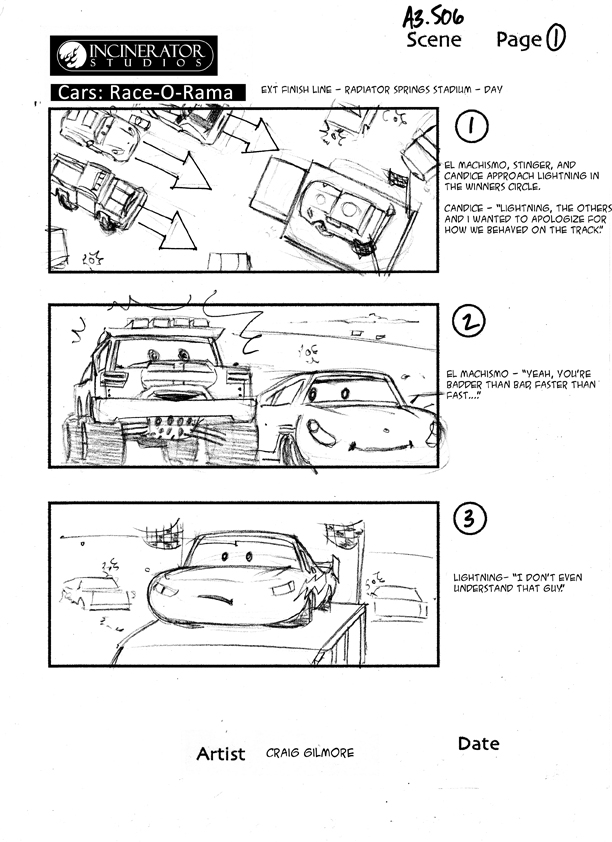 A3.S06
Scene Page 1
INCINERATOR
STUDIOS
Cars: Race-O-Rama
EXT FINISH LINE – RADIATOR SPRINGS STADIUM – DAY
1
EL MACHISMO, STINGER, AND
CANDICE APPROACH LIGHTNING IN
THE WINNERS CIRCLE.
CANDICE – "LIGHTNING, THE OTHERS
AND I WANTED TO APOLOGIZE FOR
HOW WE BEHAVED ON THE TRACK."
2
EL MACHISMO – "YEAH, YOU'RE
BADDER THAN BAD, FASTER THAN
FAST...."
3
LIGHTNING– "I DON'T EVEN
UNDERSTAND THAT GUY."
Artist CRAIG GILMORE
Date